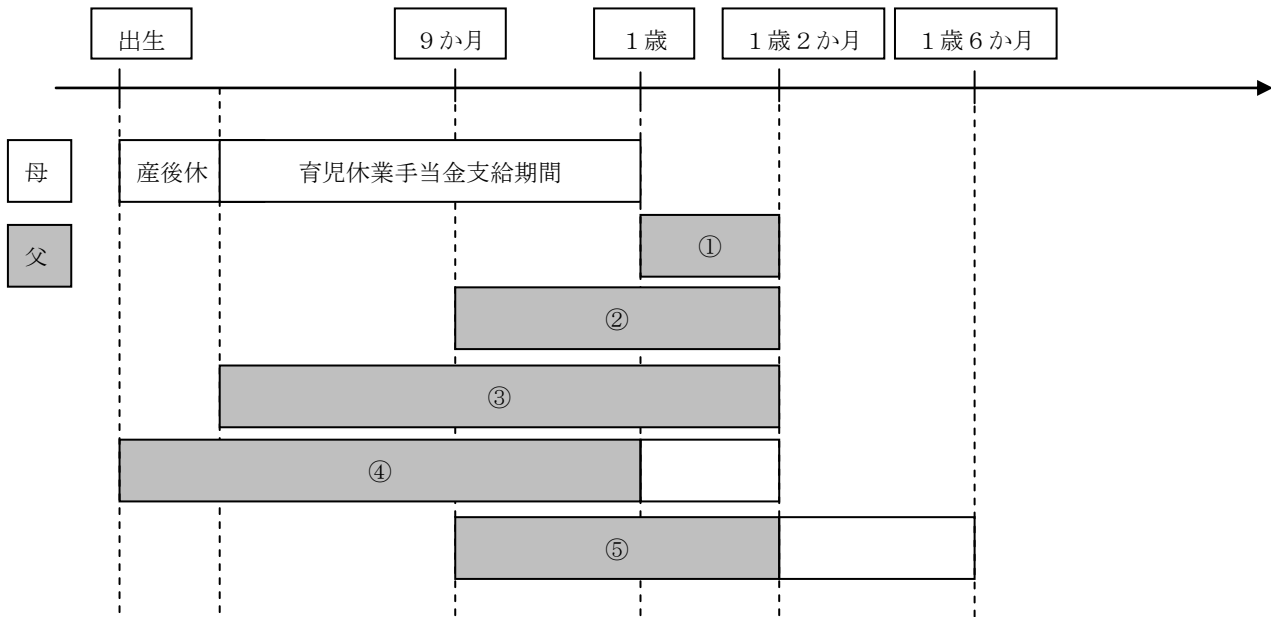 出生
９か月
１歳
１歳２か月
１歳６か月
母
産後休
育児休業手当金支給期間
父
①
②
③
④
⑤